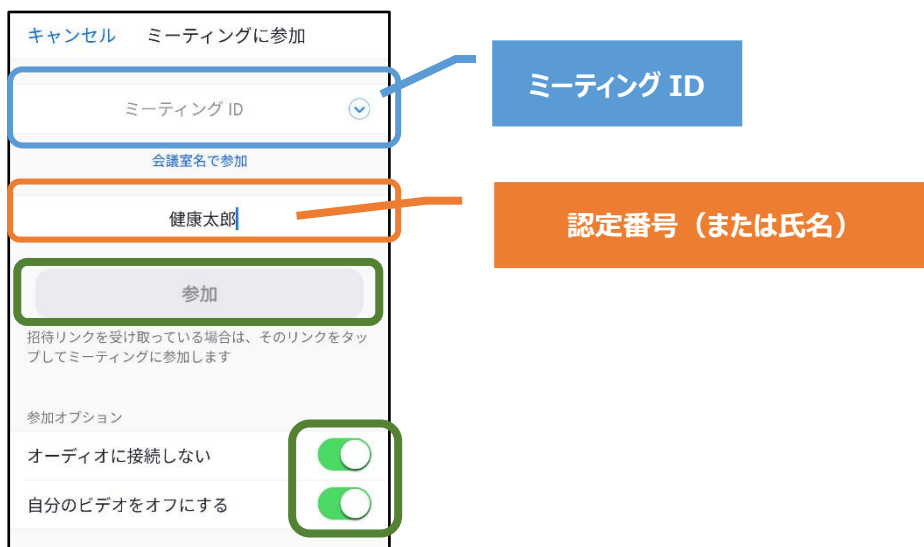 キャンセル ミーティングに参加
ミーティング ID
会議室名で参加
健康太郎
参加
招待リンクを受け取っている場合は、そのリンクをタッ
プしてミーティングに参加します
参加オプション
オーディオに接続しない
自分のビデオをオフにする
ミーティング ID
認定番号（または氏名）